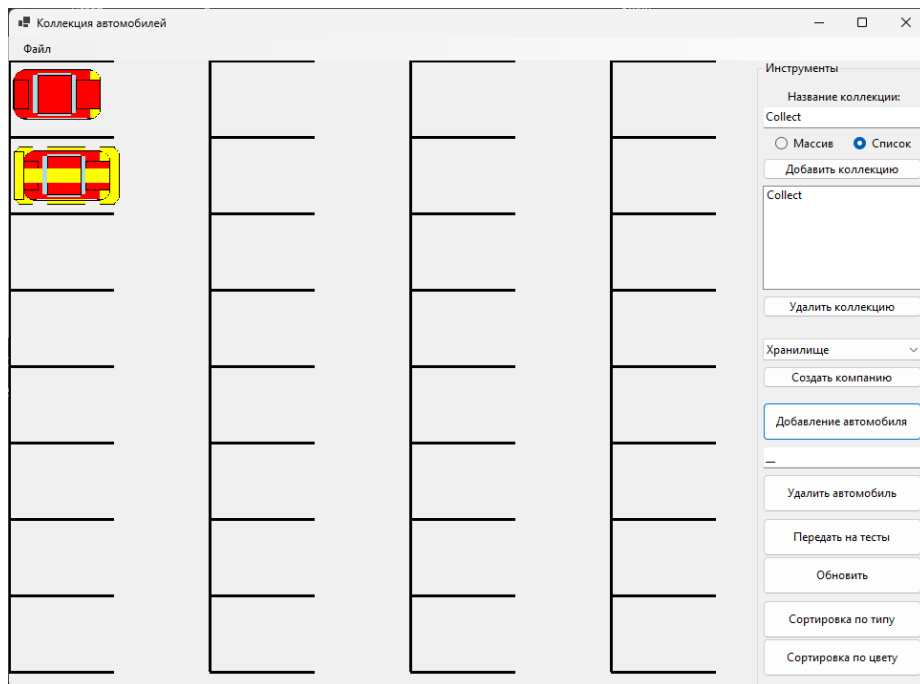 Коллекция автомобилей
Файл
Инструменты
Название коллекции:
Collect
Массив Список
Добавить коллекцию
Collect
Удалить коллекцию
Хранилище
Создать компанию
Добавление автомобиля
__
Удалить автомобиль
Передать на тесты
Обновить
Сортировка по типу
Сортировка по цвету